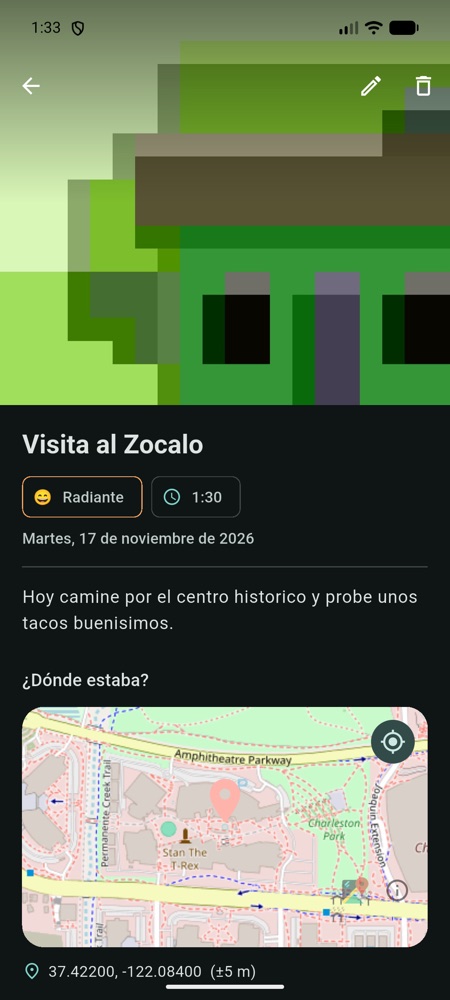 1:33
Visita al Zocalo
😄 Radiante
1:30
Martes, 17 de noviembre de 2026
Hoy camine por el centro historico y probe unos
tacos buenisimos.
¿Dónde estaba?
Amphitheatre Parkway
Permanente Creek Trail
Charleston
Park
Stan The
T-Rex
Extension
Ch
37.42200, -122.08400 (±5 m)